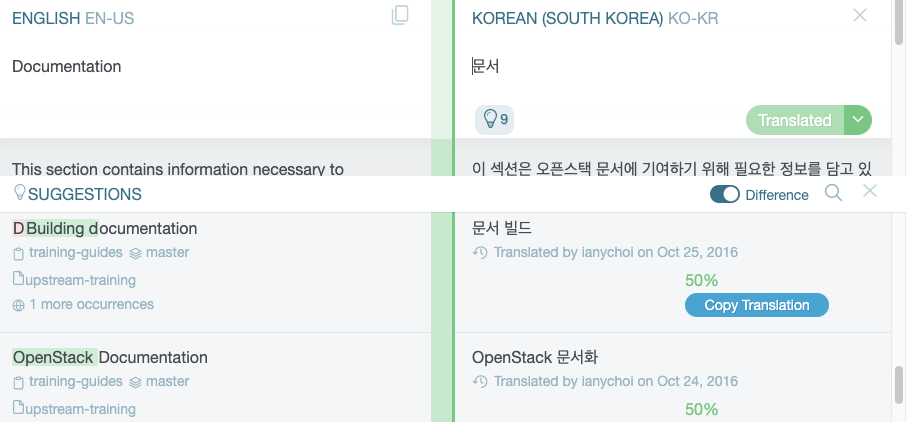 ENGLISH EN-US
KOREAN (SOUTH KOREA) KO-KR
Documentation
문서
9
Translated
This section contains information necessary to
이 섹션은 오픈스택 문서에 기여하기 위해 필요한 정보를 담고 있
SUGGESTIONS
Difference
DBuilding documentation
문서 빌드
training-guides master
Translated by ianychoi on Oct 25, 2016
upstream-training
50%
1 more occurrences
Copy Translation
OpenStack Documentation
OpenStack 문서화
training-guides master
Translated by ianychoi on Oct 24, 2016
upstream-training
50%